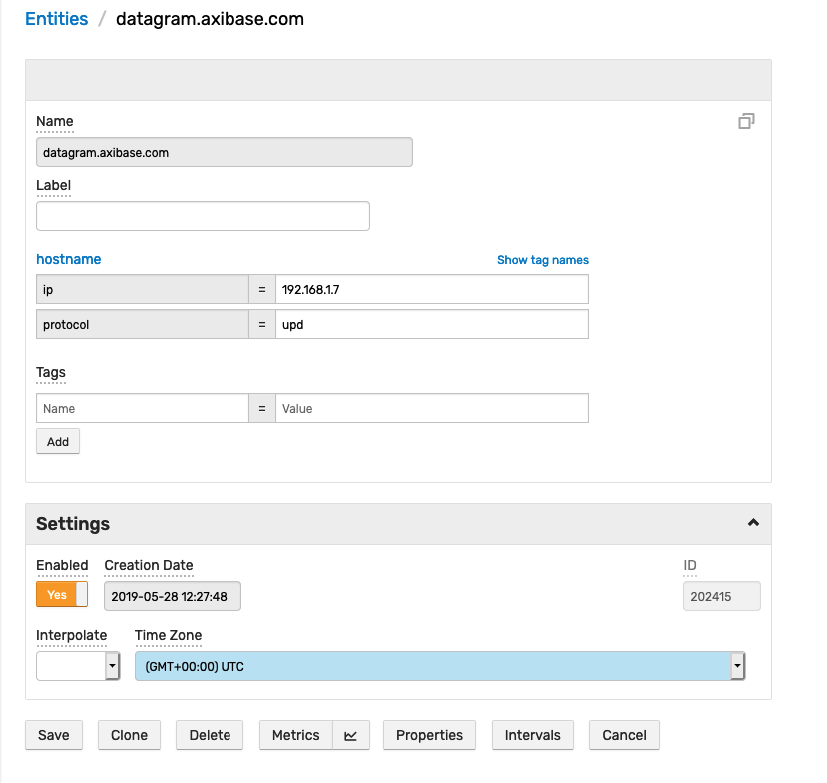 Entities / datagram.axibase.com
Name
datagram.axibase.com
Label
hostname Show tag names
ip = 192.168.1.7
protocol = upd
Tags
Name = Value
Add
Settings
Enabled Creation Date ID
Yes 2019-05-28 12:27:48 202415
Interpolate Time Zone
(GMT+00:00) UTC
Save Clone Delete Metrics Properties Intervals Cancel